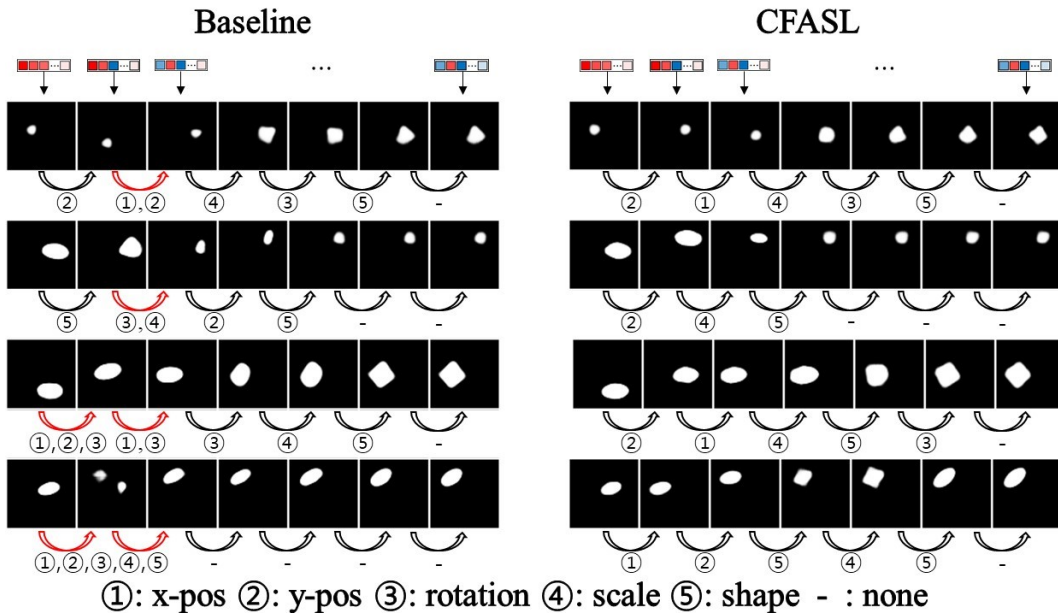 Baseline CFASL
... ...
② ①,② ④ ③ ⑤ - ② ① ④ ③ ⑤ -
⑤ ③,④ ② ⑤ - - ② ④ ⑤ - - -
①,②,③ ①,③ ③ ④ ⑤ - ② ① ④ ⑤ ③ -
①,②,③,④,⑤ - - - - ① ② ⑤ ④ ⑤ -
①: x-pos ②: y-pos ③: rotation ④: scale ⑤: shape - : none